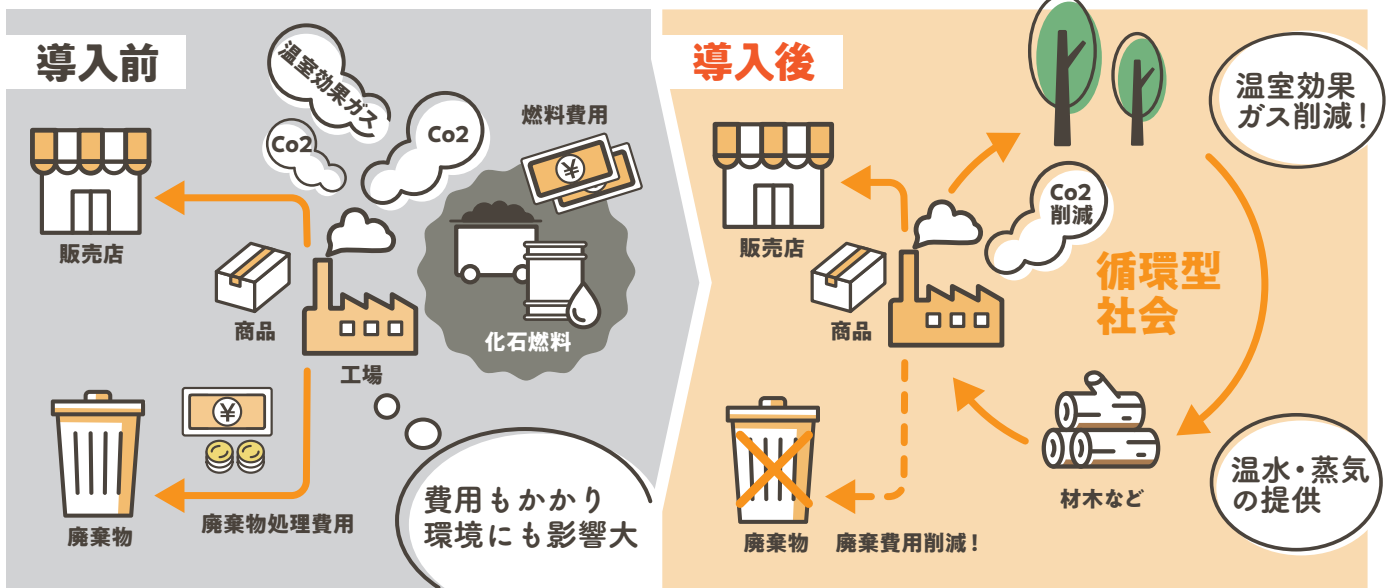 導入前
温室効果ガス
Co2
Co2
燃料費用
¥
販売店
商品
化石燃料
工場
¥
廃棄物
廃棄物処理費用
費用もかかり
環境にも影響大
導入後
温室効果
ガス削減!
Co2
削減
販売店
商品
循環型
社会
材木など
温水・蒸気
の提供
廃棄物
廃棄費用削減!